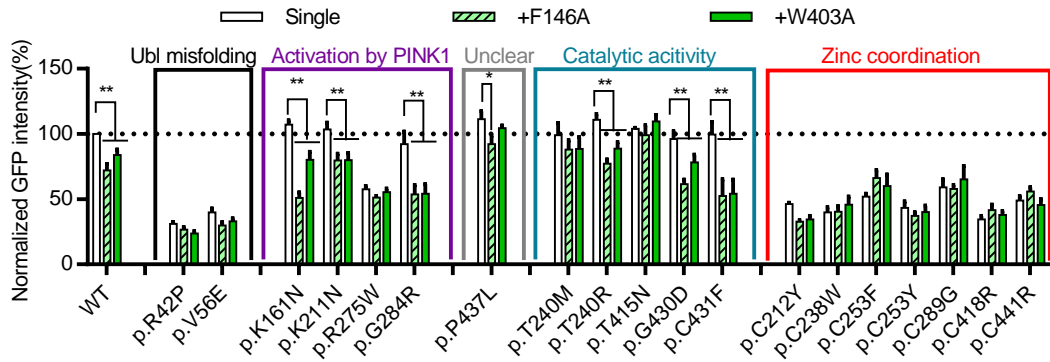 Single +F146A +W403A
Ubl misfolding Activation by PINK1 Unclear Catalytic acitivity Zinc coordination
Normalized GFP intensity(%)
150
100
50
0
** ** ** ** * ** ** **
WT p.R42P p.V56E p.K161N p.K211N p.R275W p.G284R p.P437L p.T240M p.T240R p.T415N p.G430D p.C431F p.C212Y p.C238W p.C253F p.C253Y p.C289G p.C418R p.C441R